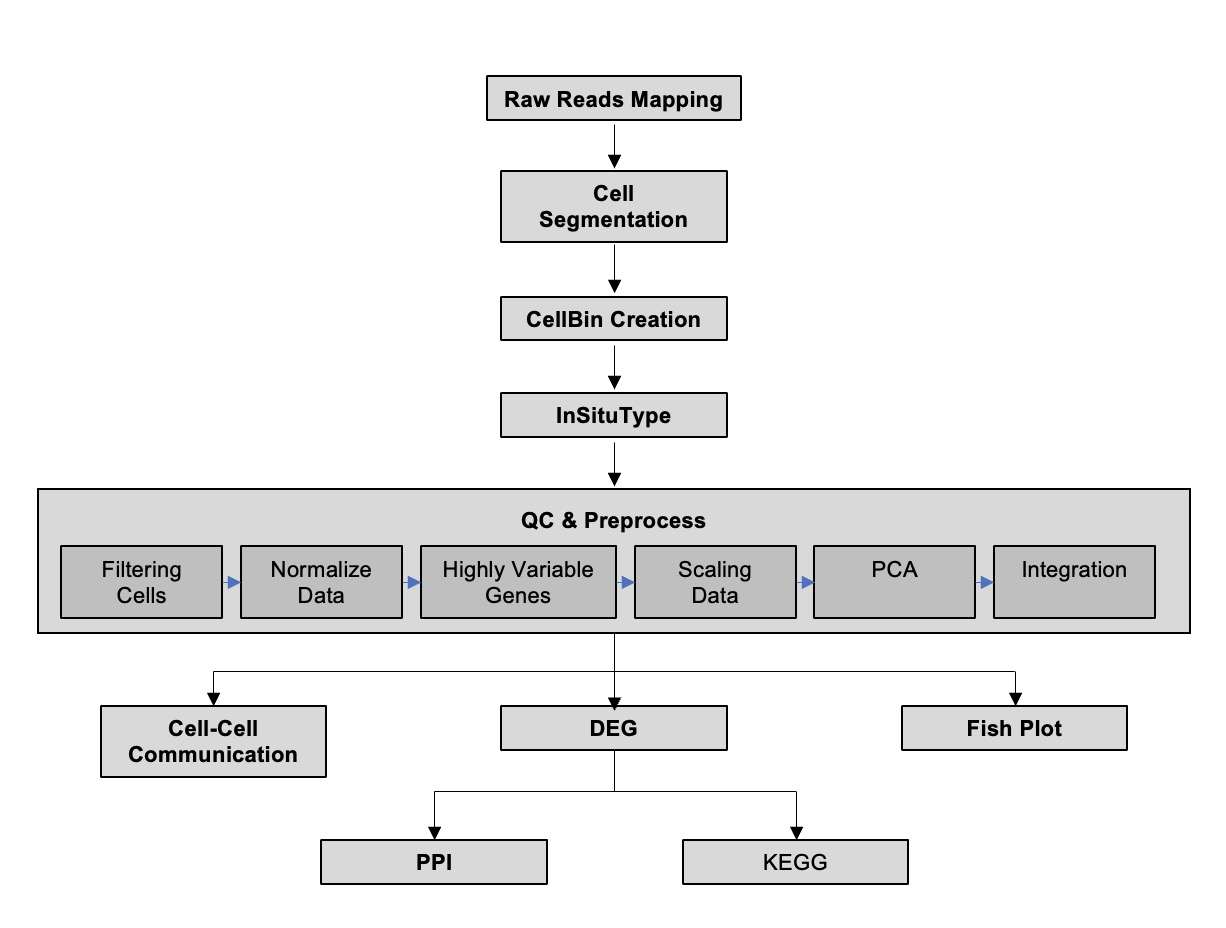 Raw Reads Mapping
Cell
Segmentation
CellBin Creation
InSituType
QC & Preprocess
Filtering
Cells
Normalize
Data
Highly Variable
Genes
Scaling
Data
PCA
Integration
Cell-Cell
Communication
DEG
Fish Plot
PPI
KEGG